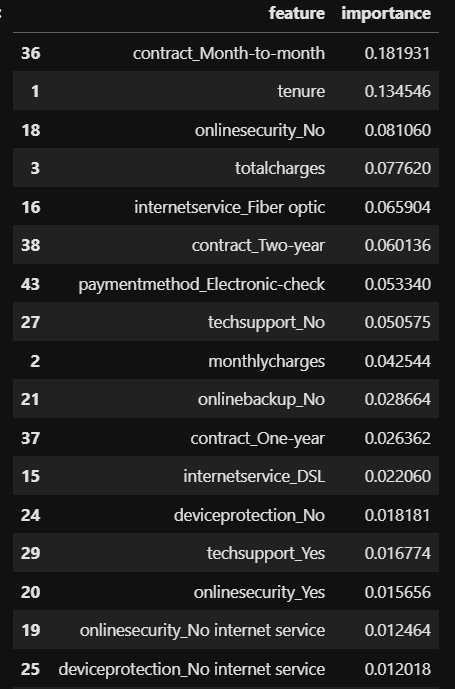 feature importance
36 contract_Month-to-month 0.181931
1 tenure 0.134546
18 onlinesecurity_No 0.081060
3 totalcharges 0.077620
16 internetservice_Fiber optic 0.065904
38 contract_Two-year 0.060136
43 paymentmethod_Electronic-check 0.053340
27 techsupport_No 0.050575
2 monthlycharges 0.042544
21 onlinebackup_No 0.028664
37 contract_One-year 0.026362
15 internetservice_DSL 0.022060
24 deviceprotection_No 0.018181
29 techsupport_Yes 0.016774
20 onlinesecurity_Yes 0.015656
19 onlinesecurity_No internet service 0.012464
25 deviceprotection_No internet service 0.012018